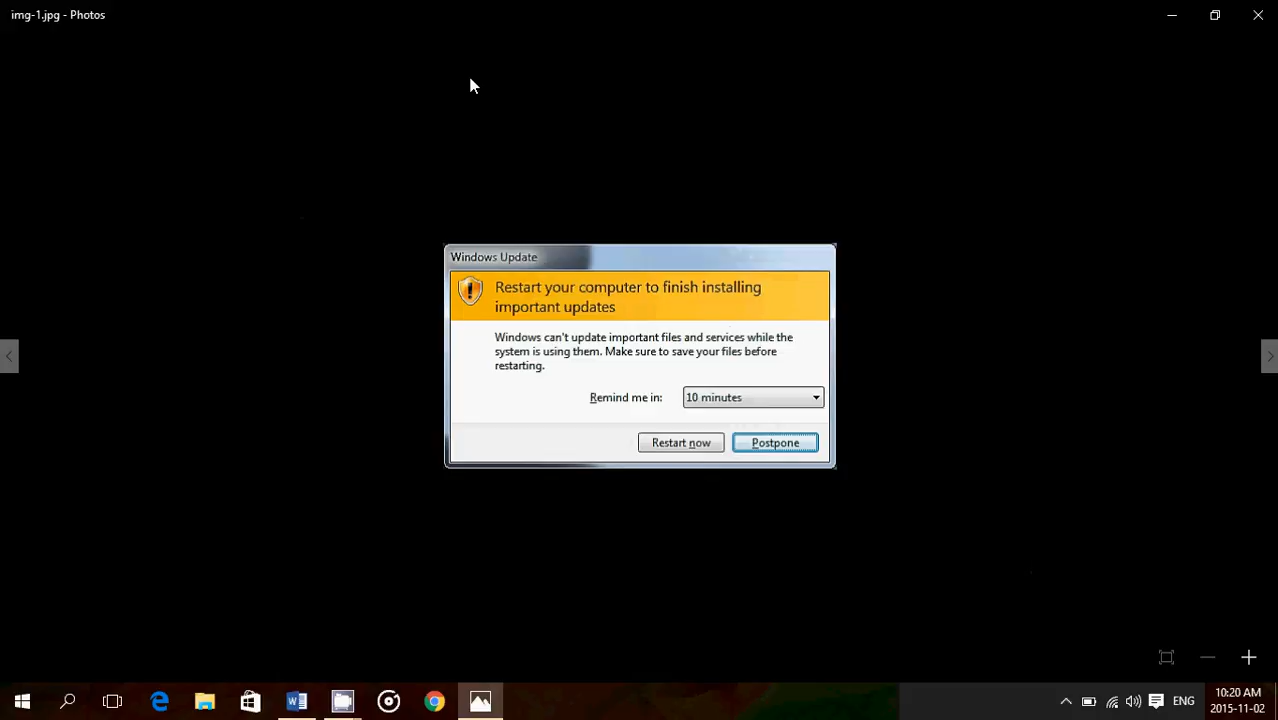 img-1.jpg - Photos
Windows Update
Restart your computer to finish installing
important updates
Windows can't update important files and services while the
system is using them. Make sure to save your files before
restarting.
Remind me in: 10 minutes
Restart now Postpone
ENG
10:20 AM
2015-11-02